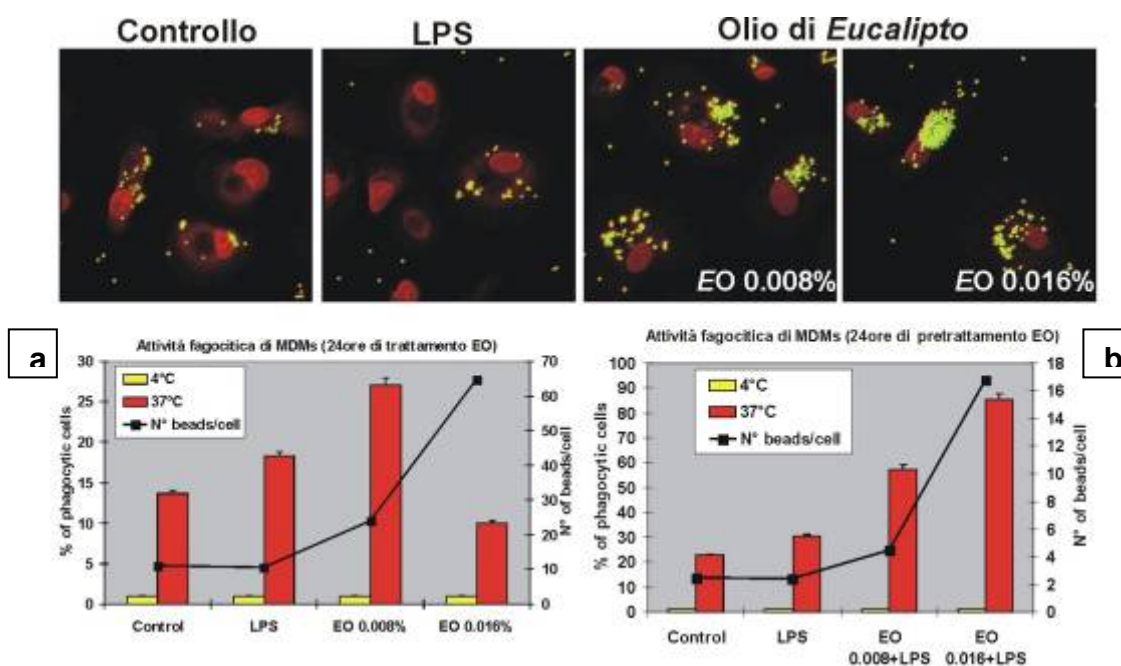 Controllo
LPS
Olio di Eucalipto
EO 0.008%
EO 0.016%
a
Attività fagocitica di MDMs (24ore di trattamento EO)
% of phagocytic cells
30
25
20
15
10
5
0
4°C
37°C
N° beads/cell
70
60
50
40
30
20
10
0
N° of beads/cell
Control
LPS
EO 0.008%
EO 0.016%
b
Attività fagocitica di MDMs (24ore di pretrattamento EO)
% of phagocytic cells
100
90
80
70
60
50
40
30
20
10
0
4°C
37°C
N° beads/cell
18
16
14
12
10
8
6
4
2
0
N° of beads/cell
Control
LPS
EO
0.008+LPS
EO
0.016+LPS